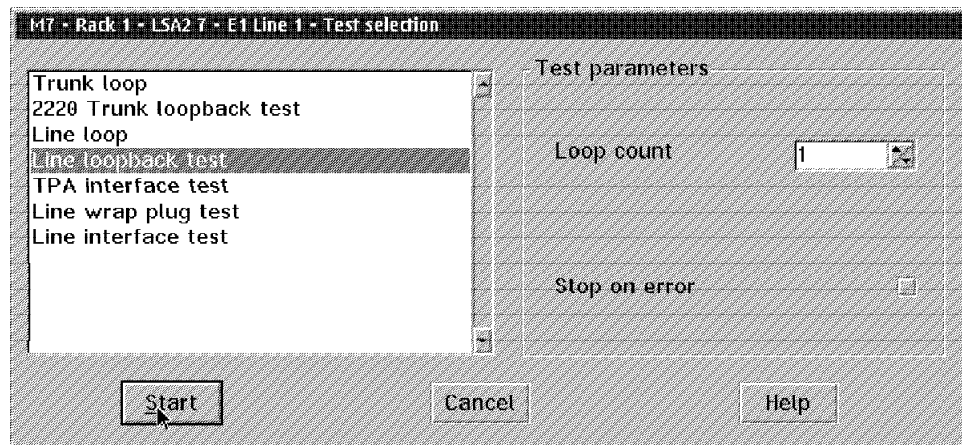 M7 - Rack 1 - LSA2 7 - E1 Line 1 - Test selection
Trunk loop
2220 Trunk loopback test
Line loop
Line loopback test
TPA interface test
Line wrap plug test
Line interface test
Test parameters
Loop count 1
Stop on error
Start Cancel Help